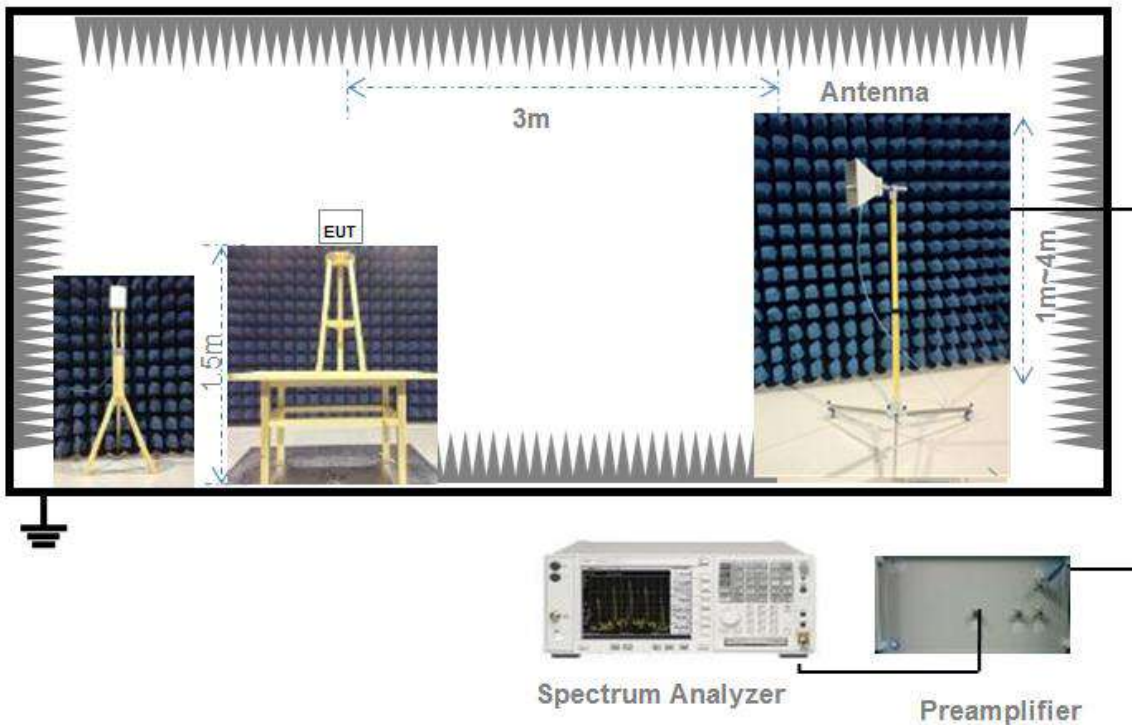 3m
Antenna
EUT
1.5m
1m~4m
Spectrum Analyzer
Preamplifier